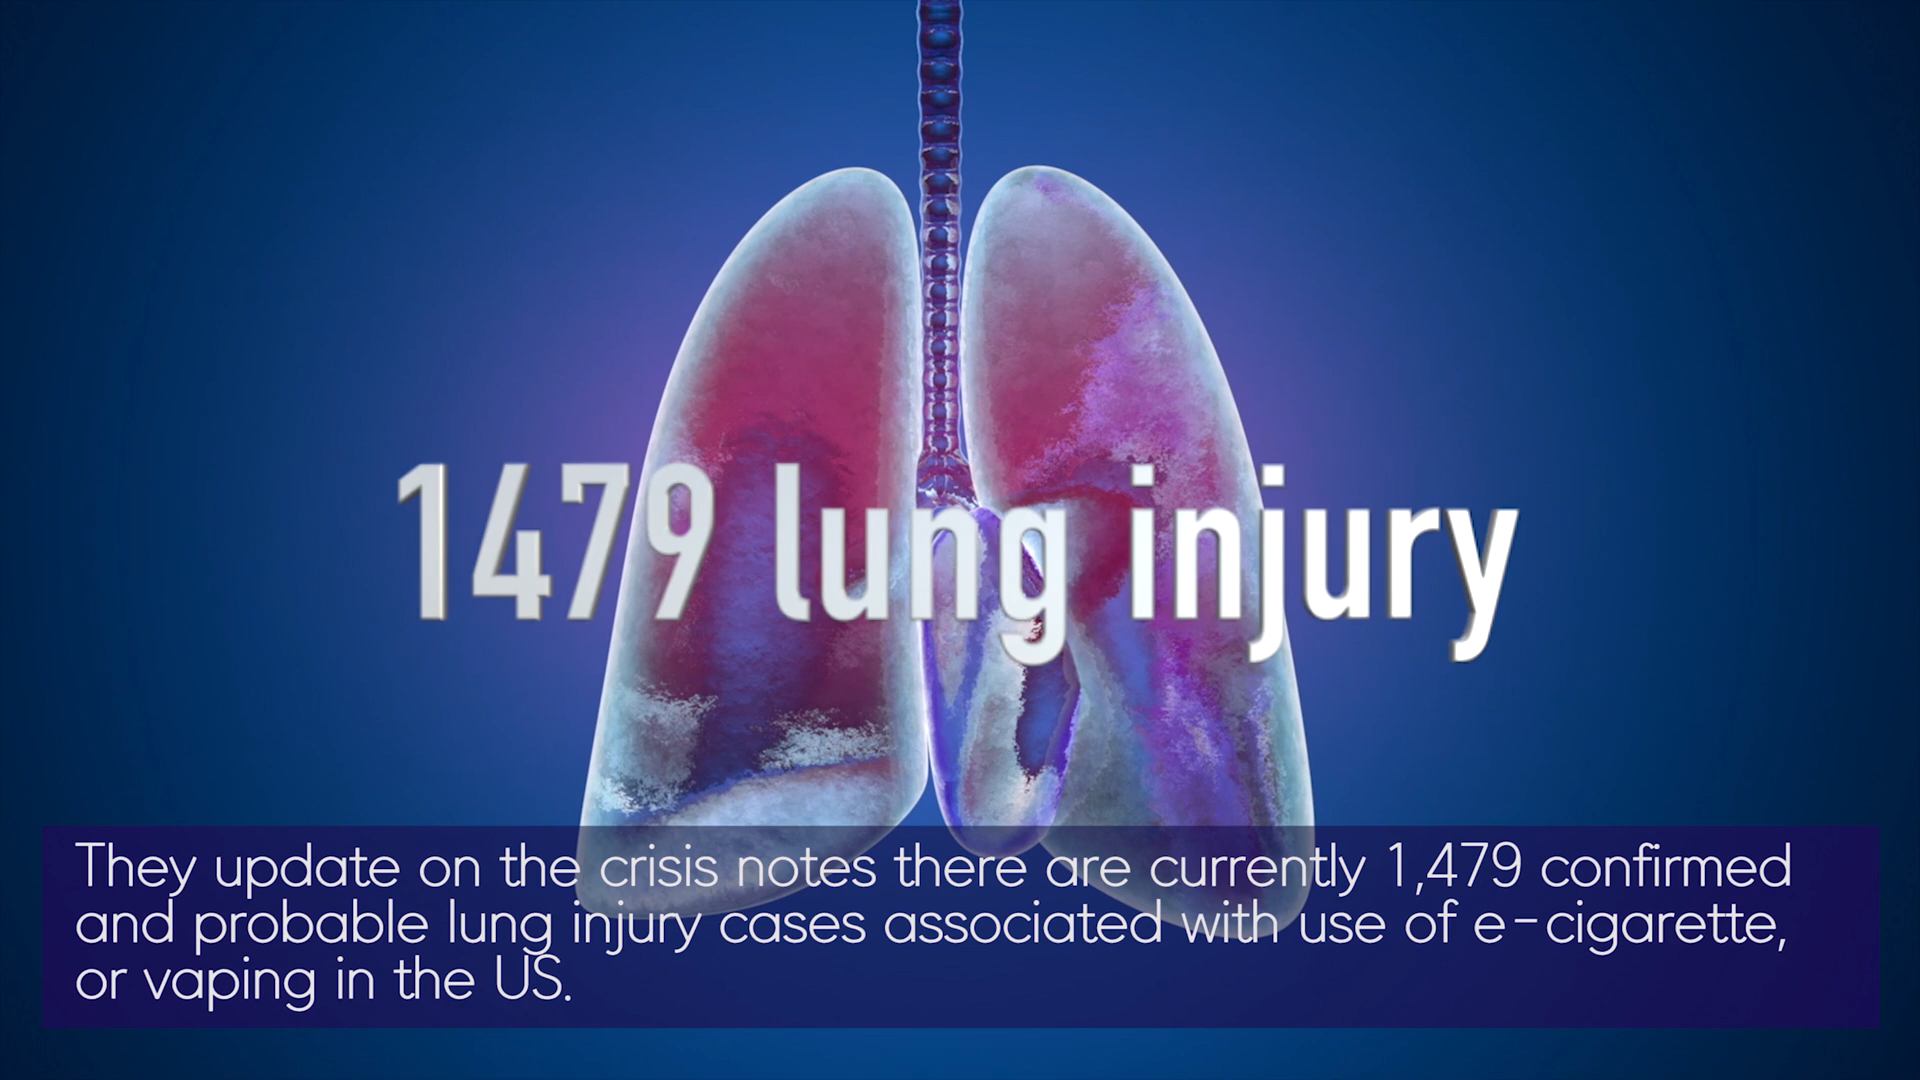 1479 lung injury
They update on the crisis notes there are currently 1,479 confirmed
and probable lung injury cases associated with use of e-cigarette,
or vaping in the US.